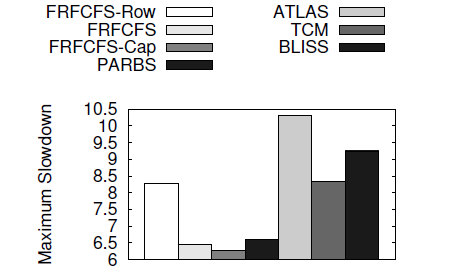 FRFCFS-Row
FRFCFS
FRFCFS-Cap
PARBS
ATLAS
TCM
BLISS
Maximum Slowdown
10.5
10
9.5
9
8.5
8
7.5
7
6.5
6